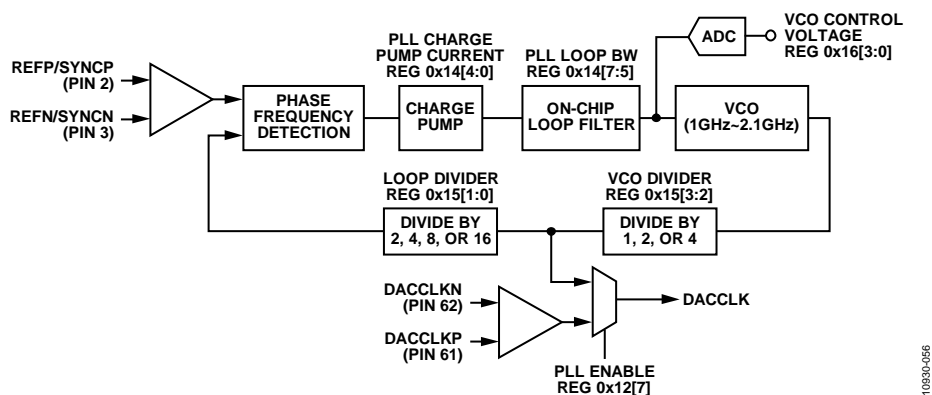 VCO CONTROL
VOLTAGE
REG 0x16[3:0]
ADC
PLL CHARGE
PUMP CURRENT
REG 0x14[4:0]
PLL LOOP BW
REG 0x14[7:5]
REFP/SYNCP
(PIN 2)
REFN/SYNCN
(PIN 3)
PHASE
FREQUENCY
DETECTION
CHARGE
PUMP
ON-CHIP
LOOP FILTER
VCO
(1GHz~2.1GHz)
LOOP DIVIDER
REG 0x15[1:0]
VCO DIVIDER
REG 0x15[3:2]
DIVIDE BY
2, 4, 8, OR 16
DIVIDE BY
1, 2, OR 4
DACCLKN
(PIN 62)
DACCLKP
(PIN 61)
DACCLK
PLL ENABLE
REG 0x12[7]
10930-056